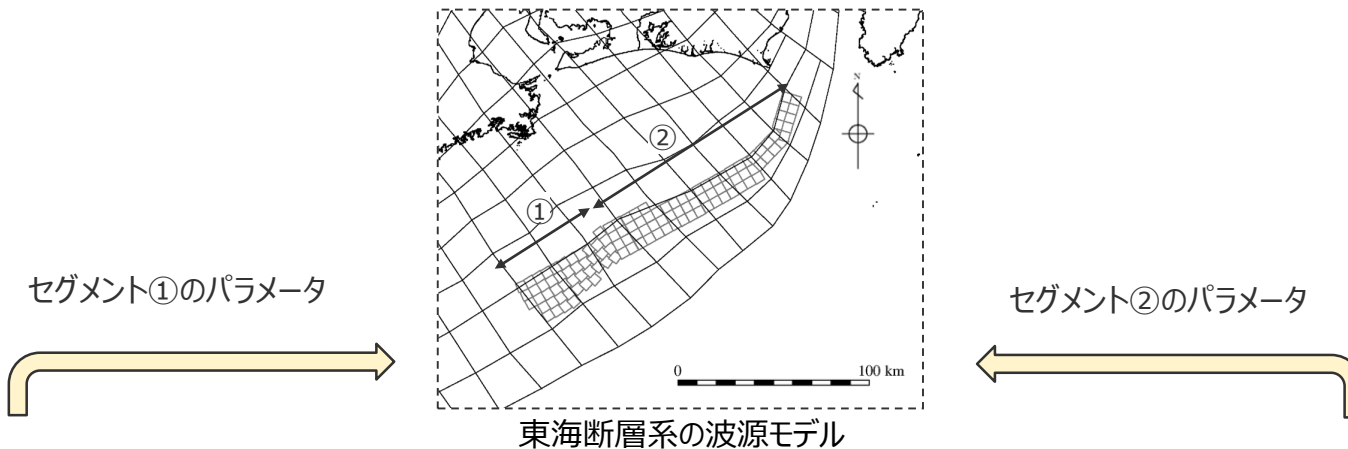 N
②
①
セグメント①のパラメータ
セグメント②のパラメータ
0 100 km
東海断層系の波源モデル